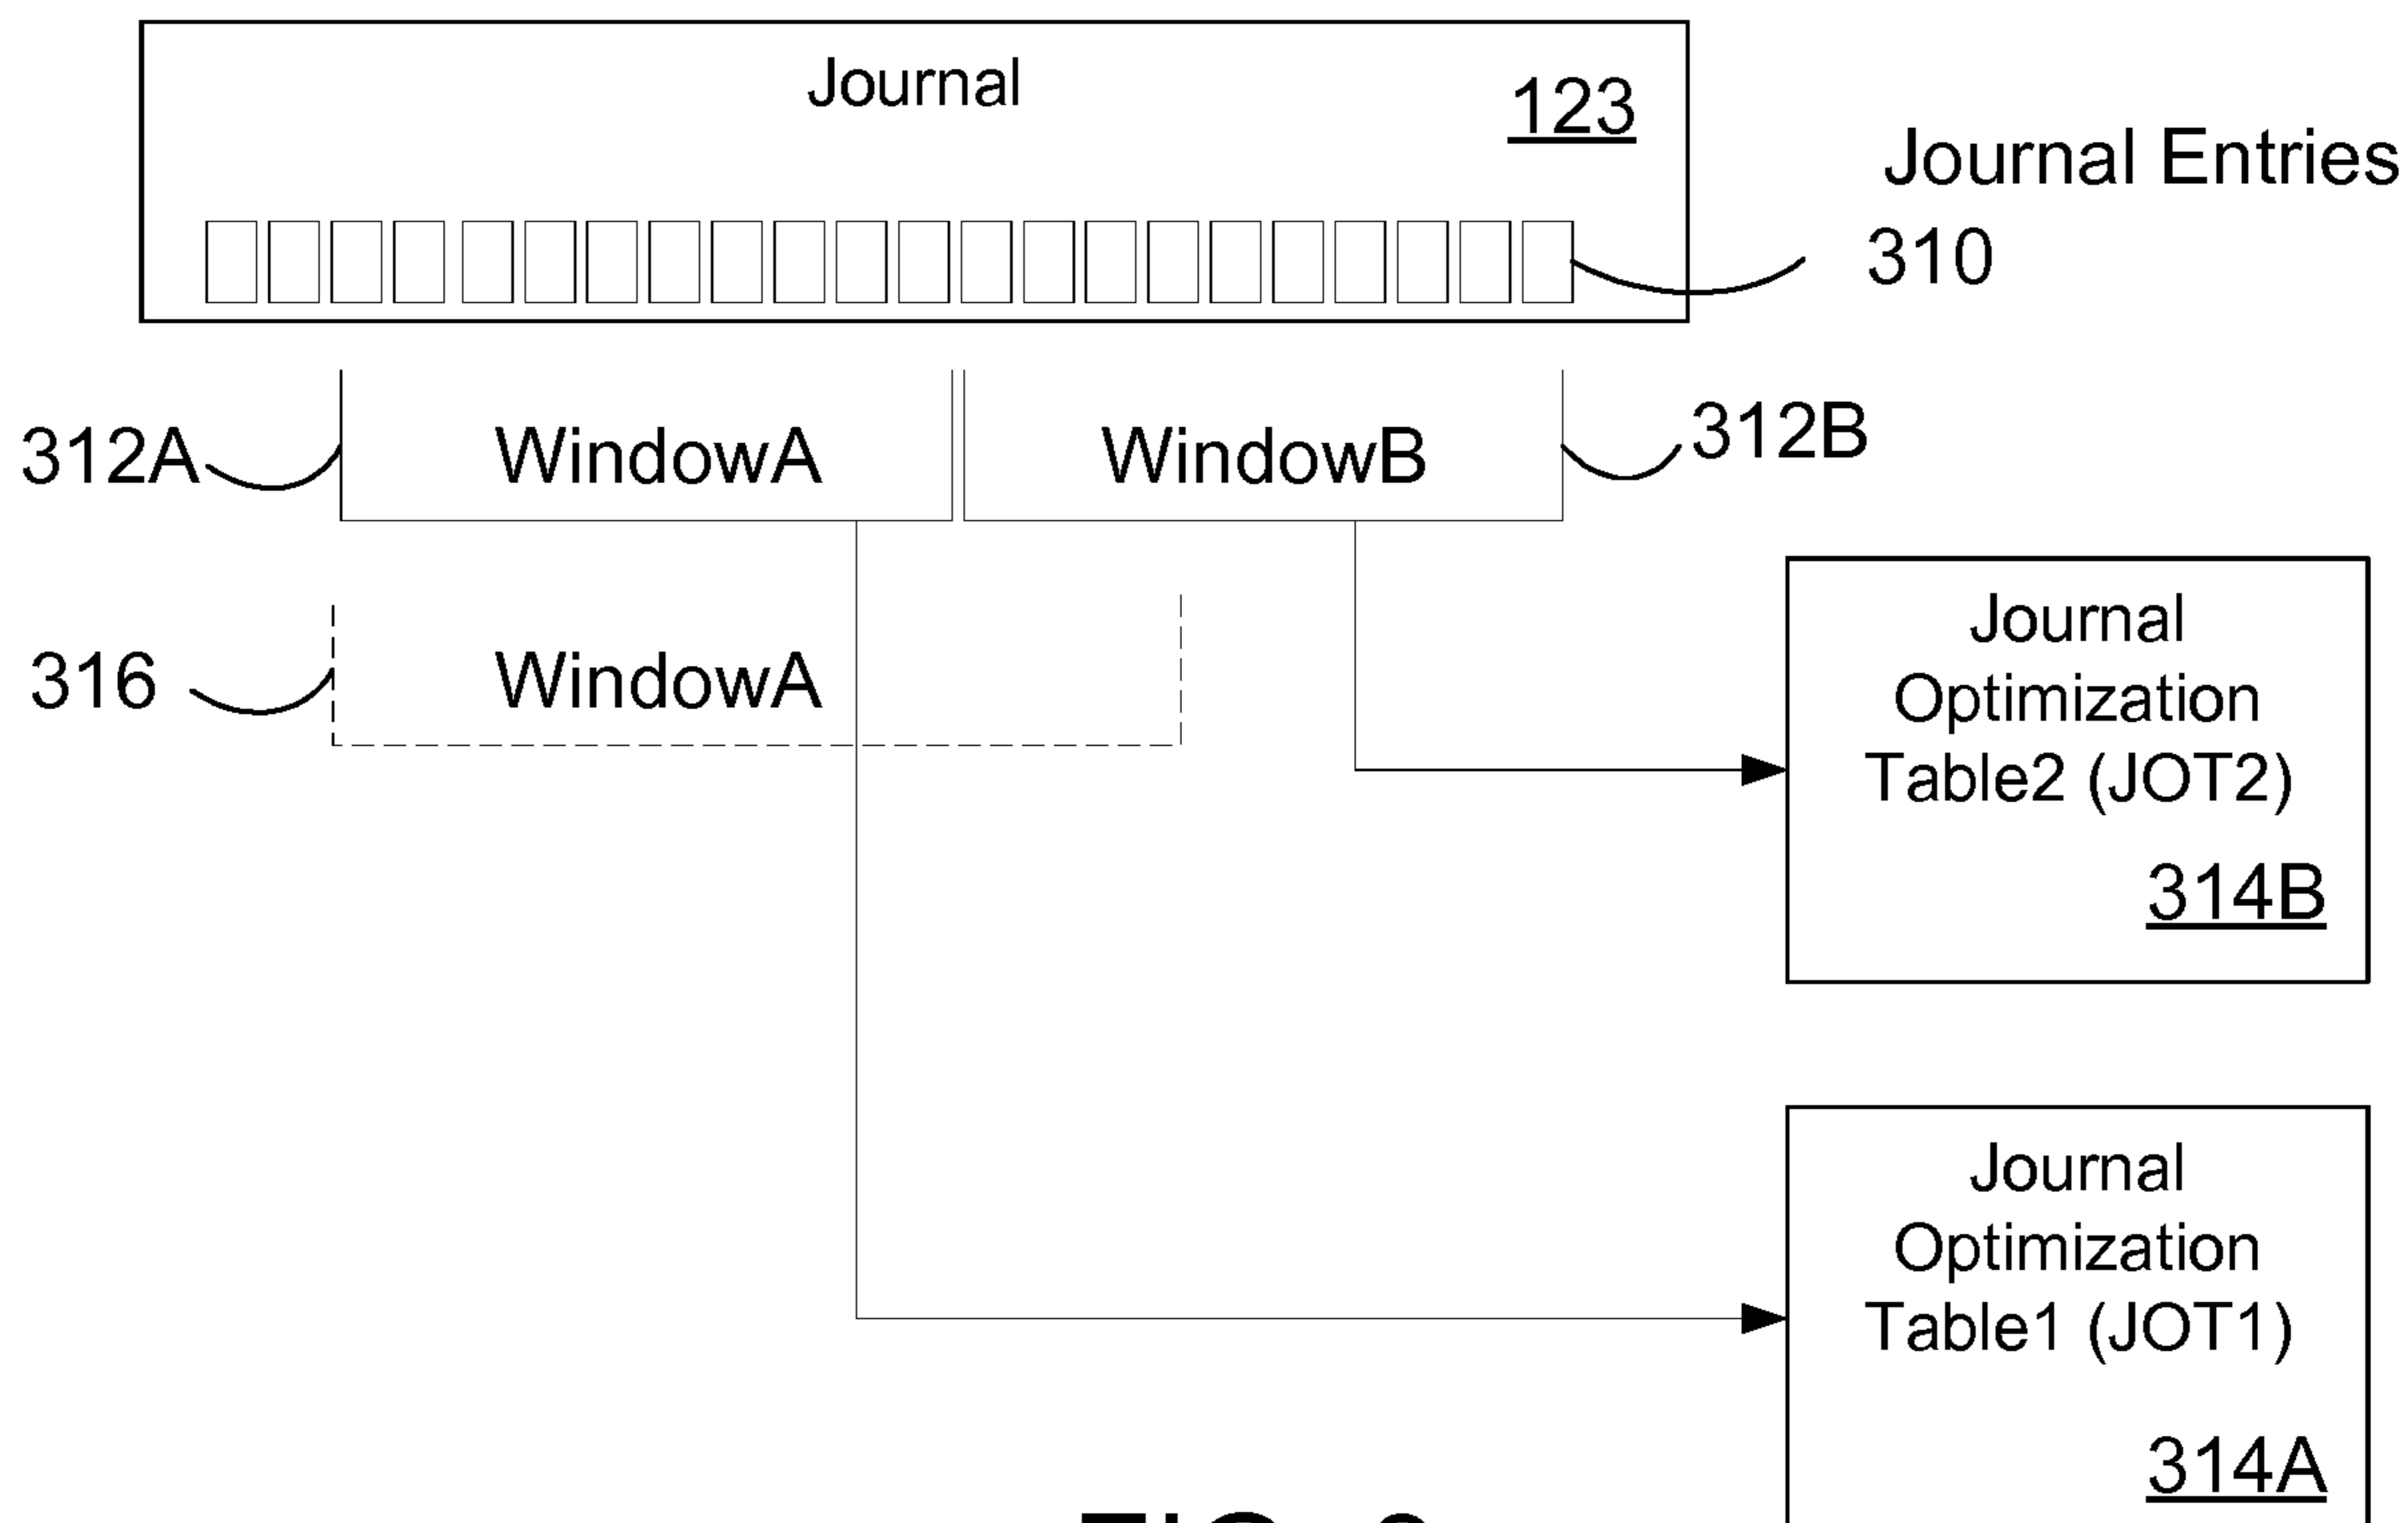 Journal
123
Journal Entries
310
312A
WindowA
WindowB
312B
316
WindowA
Journal
Optimization
Table2 (JOT2)
314B
Journal
Optimization
Table1 (JOT1)
314A